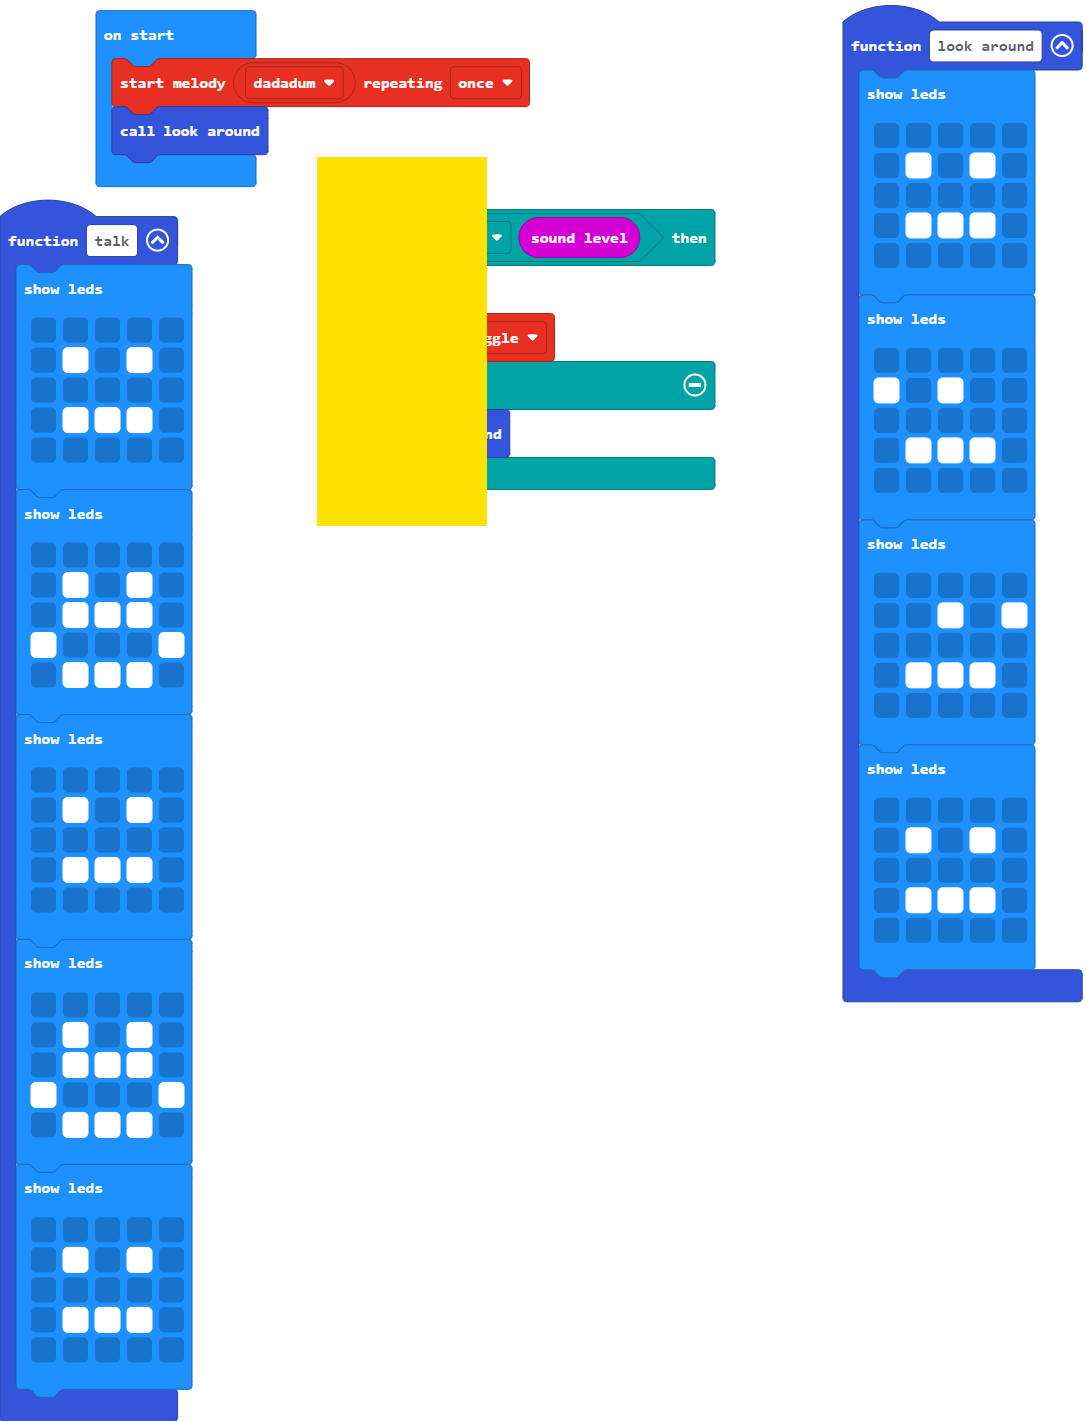 on start
start melody dadadum repeating once
call look around
function talk
show leds
show leds
show leds
show leds
show leds
sound level then
function look around
show leds
show leds
show leds
show leds